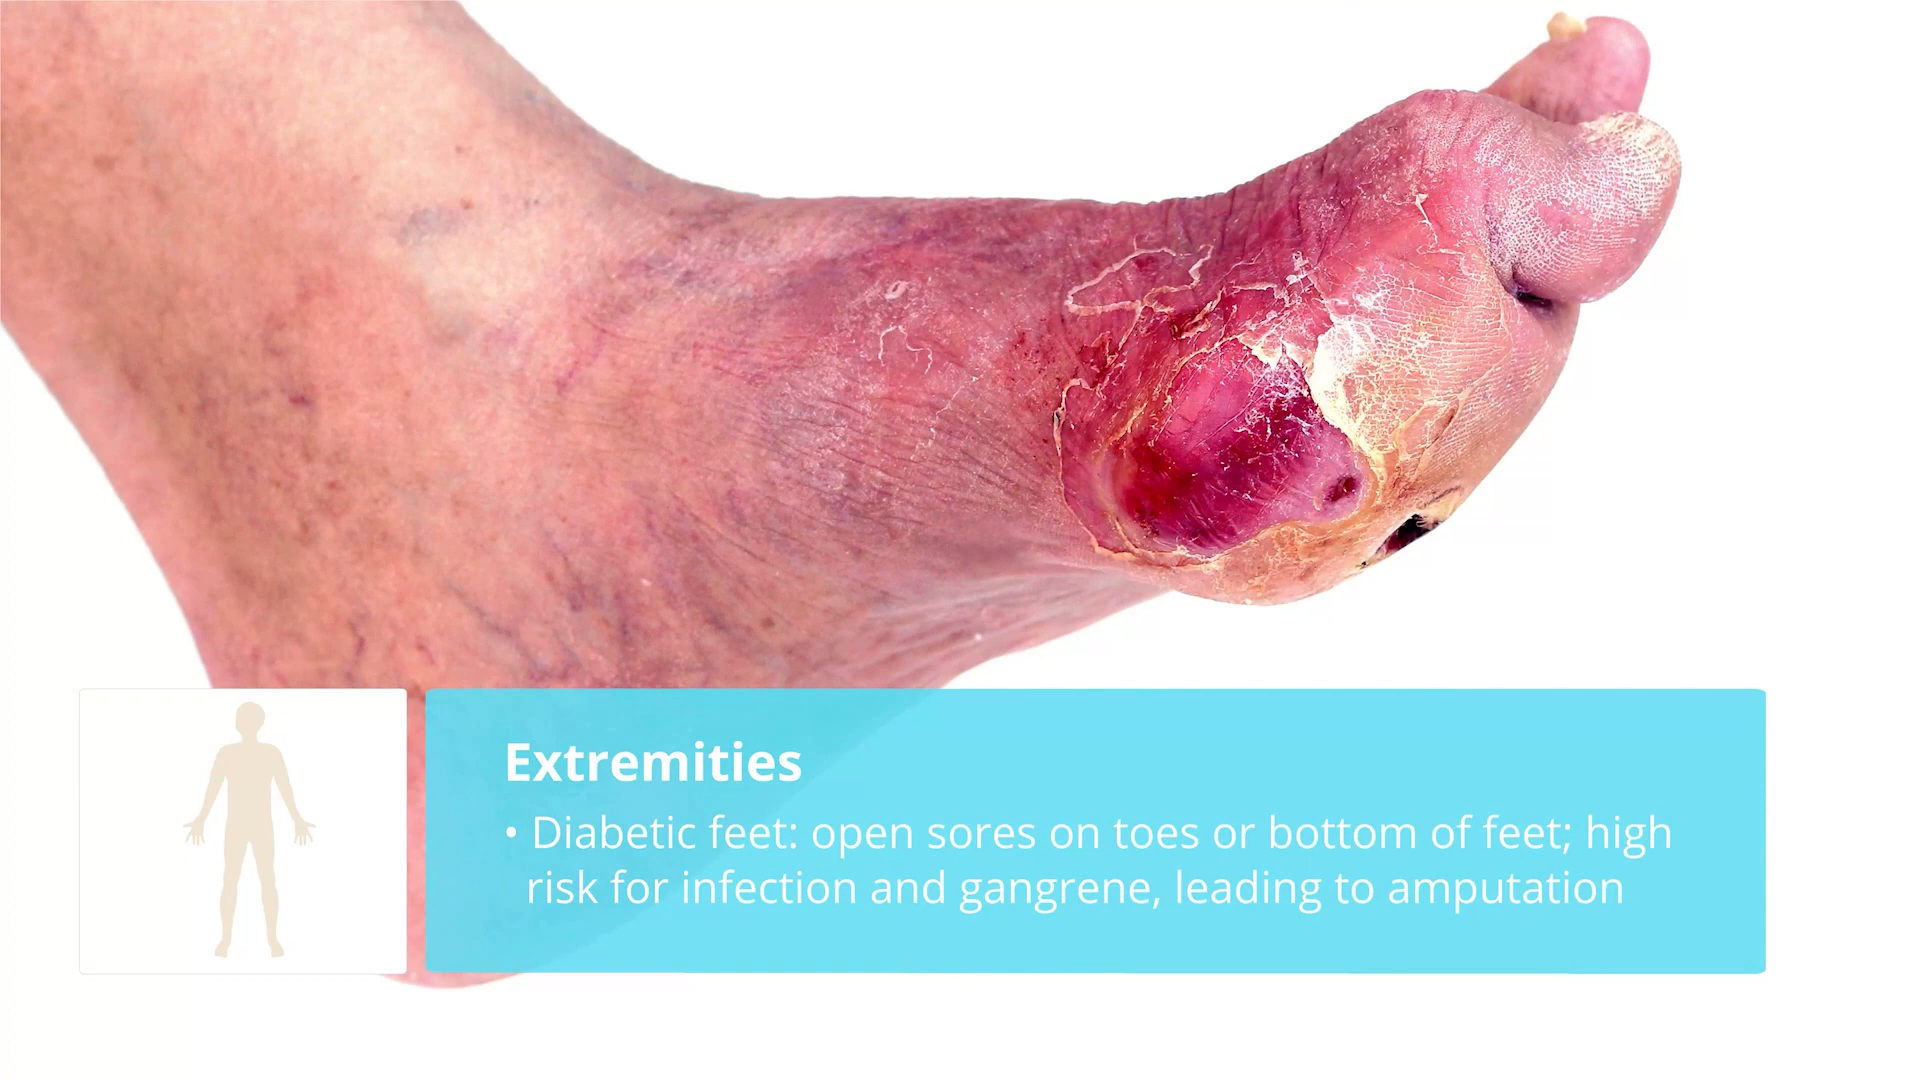 Extremities
• Diabetic feet: open sores on toes or bottom of feet; high
risk for infection and gangrene, leading to amputation